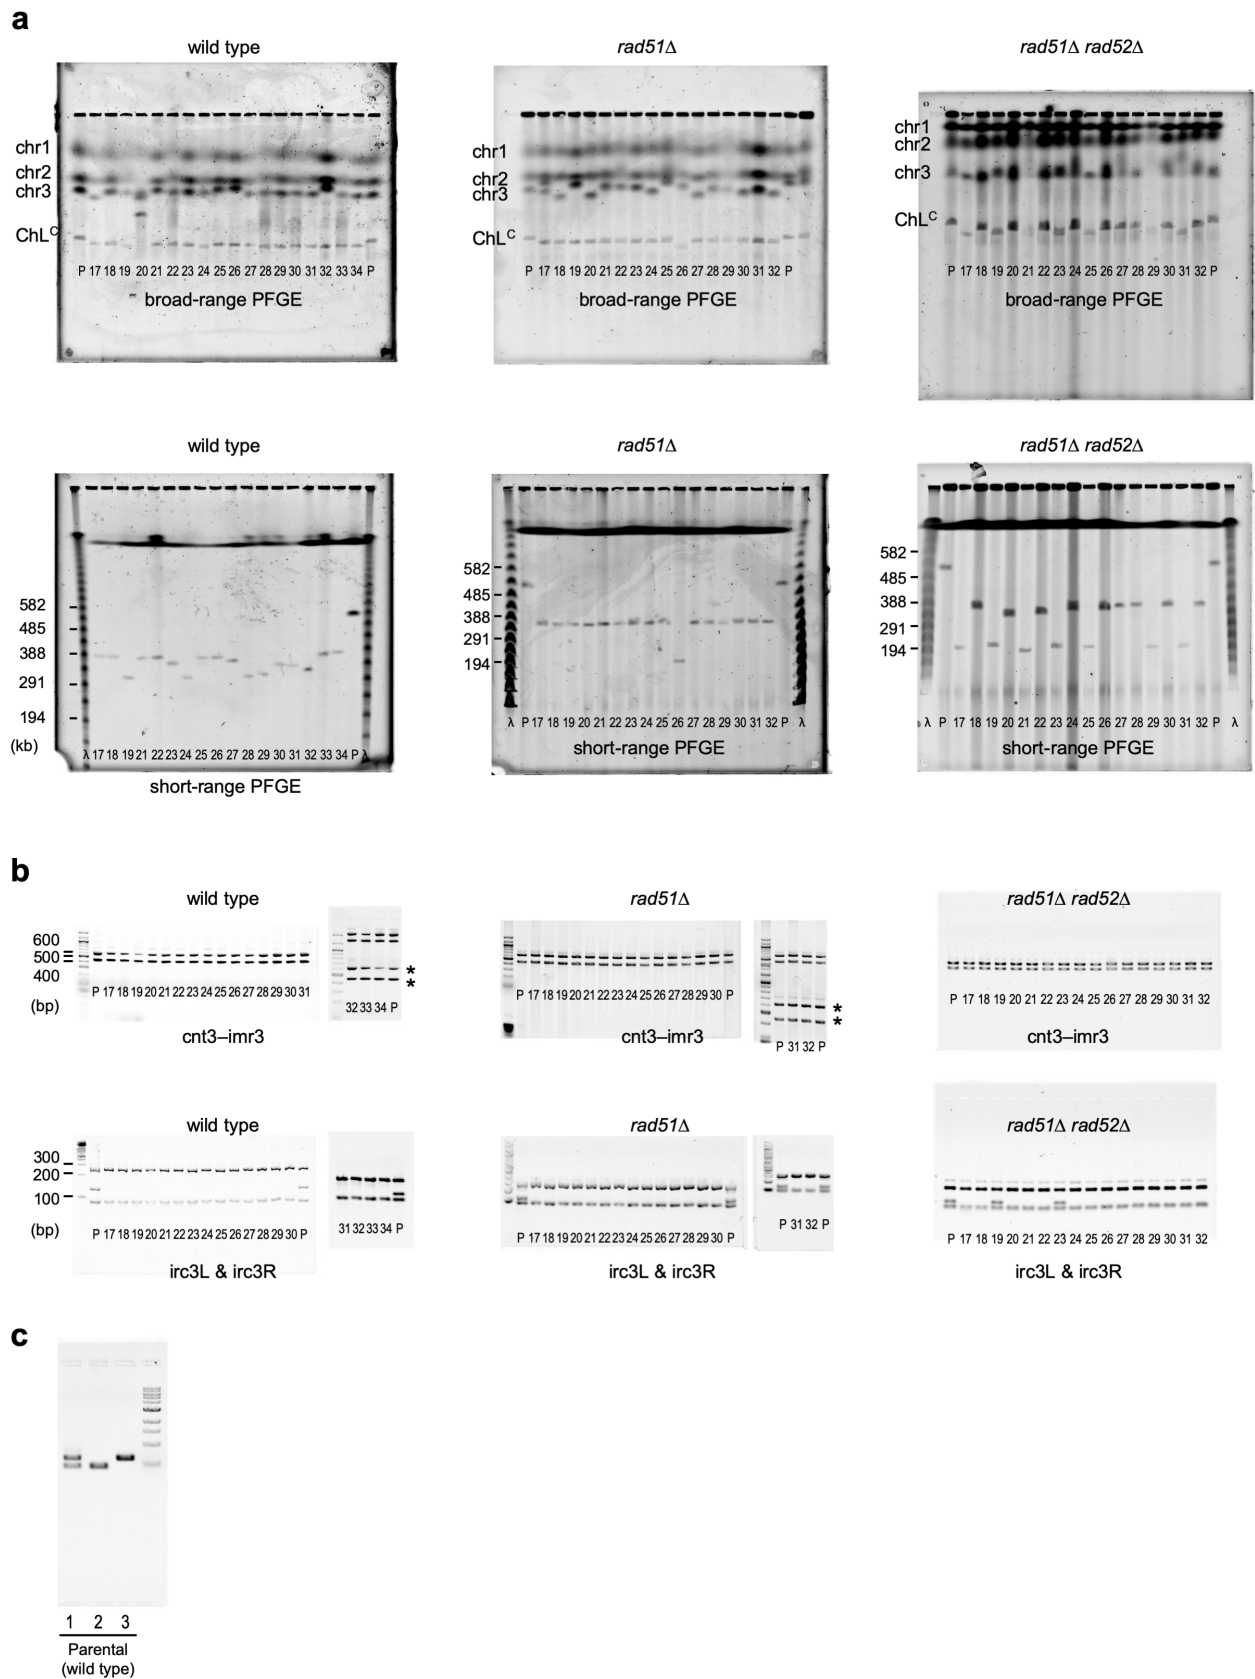 a
wild type
rad51Δ
rad51Δ rad52Δ
chr1
chr2
chr3
ChLC
P 17 18 19 20 21 22 23 24 25 26 27 28 29 30 31 32 33 34 P
broad-range PFGE
chr1
chr2
chr3
ChLC
P 17 18 19 20 21 22 23 24 25 26 27 28 29 30 31 32 P
broad-range PFGE
chr1
chr2
chr3
ChLC
P 17 18 19 20 21 22 23 24 25 26 27 28 29 30 31 32 P
broad-range PFGE
wild type
rad51Δ
rad51Δ rad52Δ
582
485
388
291
194
(kb)
λ 17 18 19 21 22 23 24 25 26 27 28 29 30 31 32 33 34 P λ
short-range PFGE
582
485
388
291
194
λ P 17 18 19 20 21 22 23 24 25 26 27 28 29 30 31 32 P λ
short-range PFGE
582
485
388
291
194
λ P 17 18 19 20 21 22 23 24 25 26 27 28 29 30 31 32 P λ
short-range PFGE
b
wild type
rad51Δ
rad51Δ rad52Δ
600
500
400
(bp)
P 17 18 19 20 21 22 23 24 25 26 27 28 29 30 31
32 33 34 P
*
*
cnt3–imr3
P 17 18 19 20 21 22 23 24 25 26 27 28 29 30 P
P 31 32 P
*
*
cnt3–imr3
P 17 18 19 20 21 22 23 24 25 26 27 28 29 30 31 32
cnt3–imr3
wild type
rad51Δ
rad51Δ rad52Δ
300
200
100
(bp)
P 17 18 19 20 21 22 23 24 25 26 27 28 29 30 P
31 32 33 34 P
irc3L & irc3R
P 17 18 19 20 21 22 23 24 25 26 27 28 29 30 P
P 31 32 P
irc3L & irc3R
P 17 18 19 20 21 22 23 24 25 26 27 28 29 30 31 32
irc3L & irc3R
c
1 2 3
Parental
(wild type)